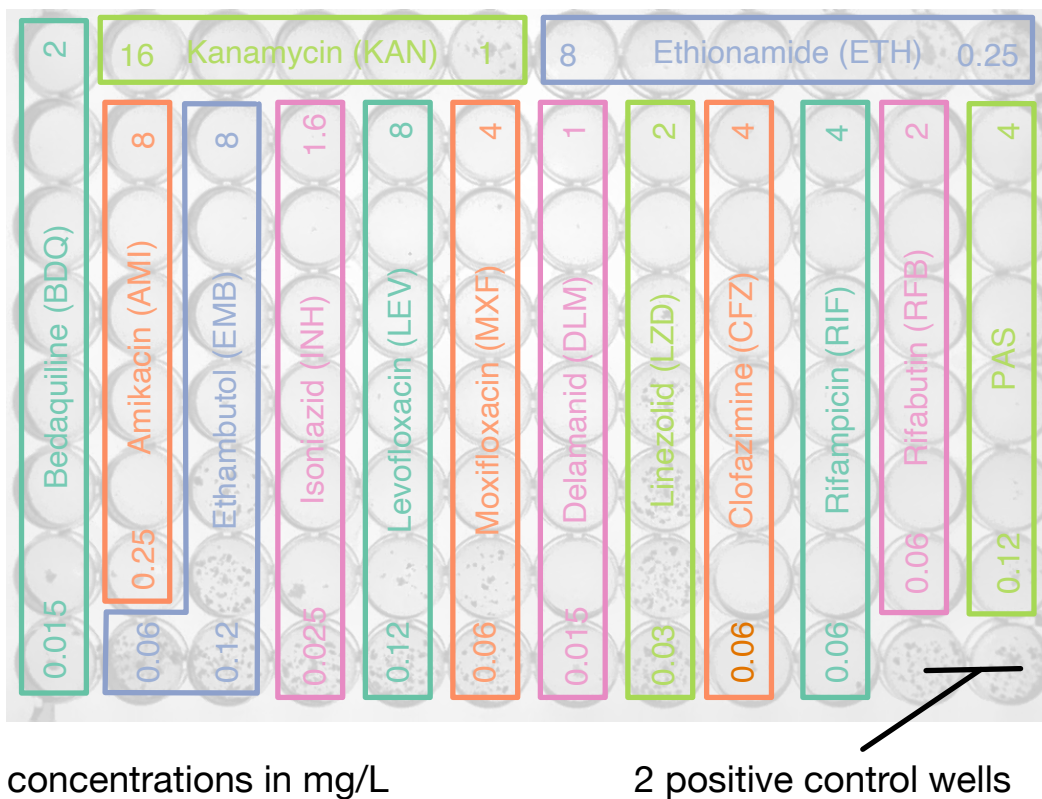 2
Bedaquiline (BDQ)
0.015
16 Kanamycin (KAN) 1
8 Ethionamide (ETH) 0.25
8
Amikacin (AMI)
0.25
8
Ethambutol (EMB)
0.06 0.12
1.6
Isoniazid (INH)
0.025
8
Levofloxacin (LEV)
0.12
4
Moxifloxacin (MXF)
0.06
1
Delamanid (DLM)
0.015
2
Linezolid (LZD)
0.03
4
Clofazimine (CFZ)
0.06
4
Rifampicin (RIF)
0.06
2
Rifabutin (RFB)
0.06
4
PAS
0.12
concentrations in mg/L
2 positive control wells